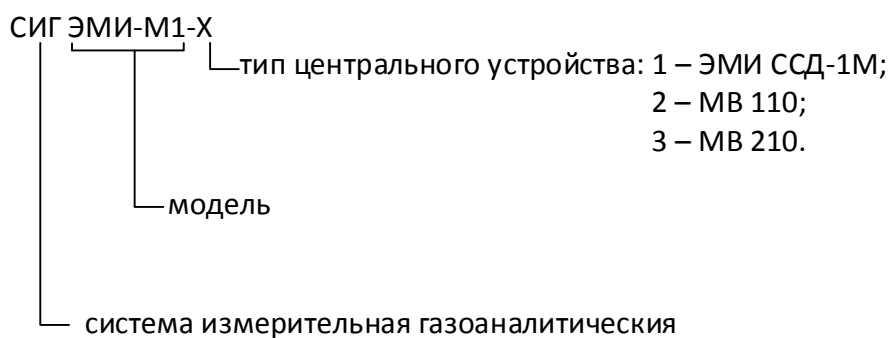 СИГ ЭМИ-М1-Х
тип центрального устройства: 1 – ЭМИ ССД-1М;
2 – МВ 110;
3 – МВ 210.
модель
система измерительная газоаналитическия